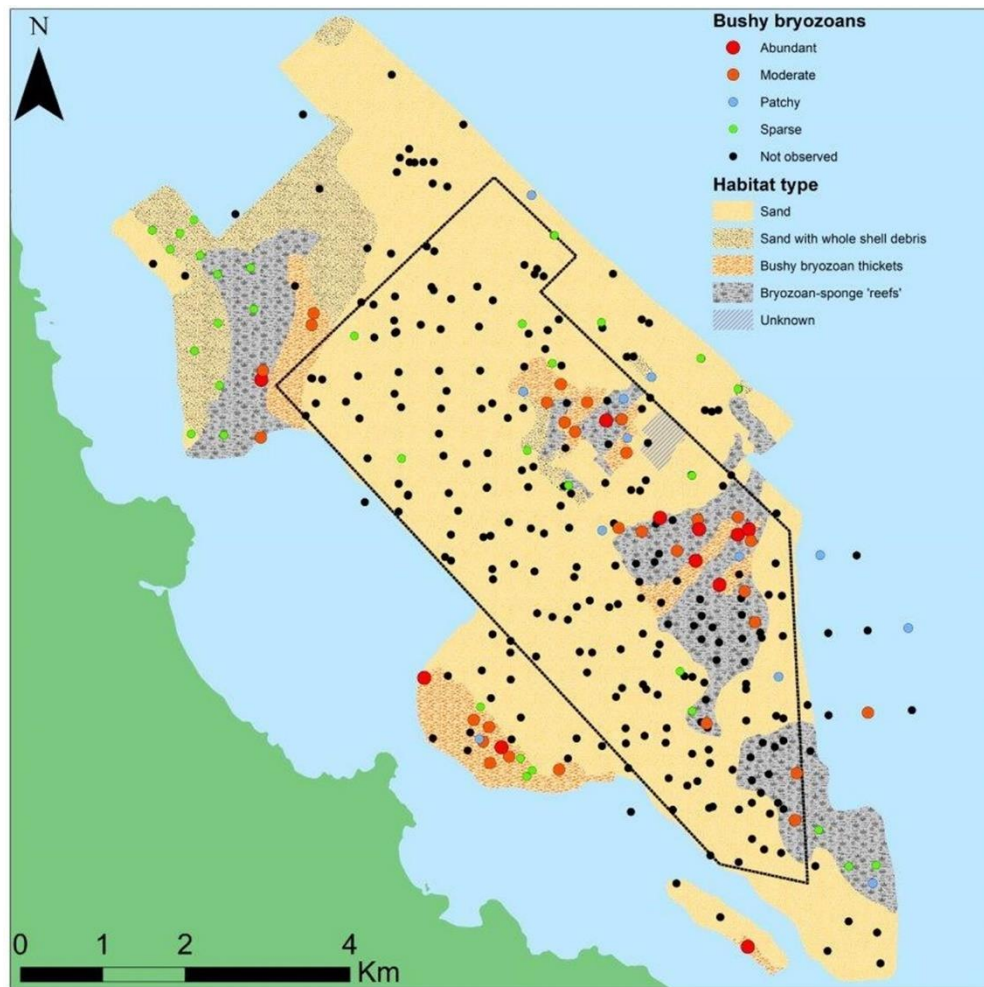 N
Bushy bryozoans
Abundant
Moderate
Patchy
Sparse
Not observed
Habitat type
Sand
Sand with whole shell debris
Bushy bryozoan thickets
Bryozoan-sponge 'reefs'
Unknown
0 1 2 4
Km